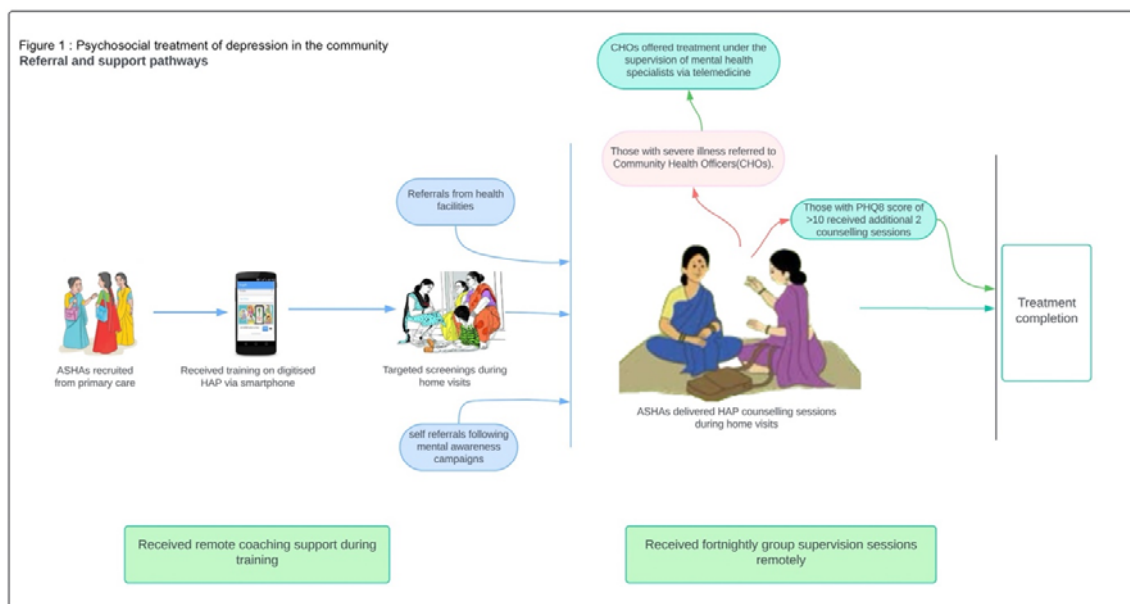 Figure 1 : Psychosocial treatment of depression in the community
Referral and support pathways
CHOs offered treatment under the
supervision of mental health
specialists via telemedicine
Those with severe illness referred to
Community Health Officers(CHOs).
Referrals from health
facilities
Those with PHQ8 score of
>10 received additional 2
counselling sessions
ASHAs recruited
from primary care
Received training on digitised
HAP via smartphone
Targeted screenings during
home visits
ASHAs delivered HAP counselling sessions
during home visits
Treatment
completion
self referrals following
mental awareness
campaigns
Received remote coaching support during
training
Received fortnightly group supervision sessions
remotely